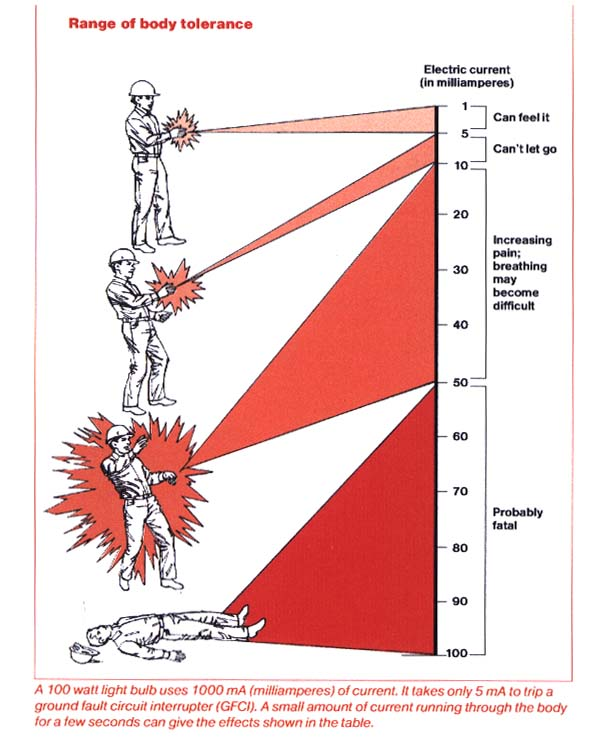 Range of body tolerance
Electric current
(in milliamperes)
1
Can feel it
5
Can't let go
10
20
Increasing
pain;
breathing
may
become
difficult
30
40
50
60
70
Probably
fatal
80
90
100
A 100 watt light bulb uses 1000 mA (milliamperes) of current. It takes only 5 mA to trip a
ground fault circuit interrupter (GFCI). A small amount of current running through the body
for a few seconds can give the effects shown in the table.